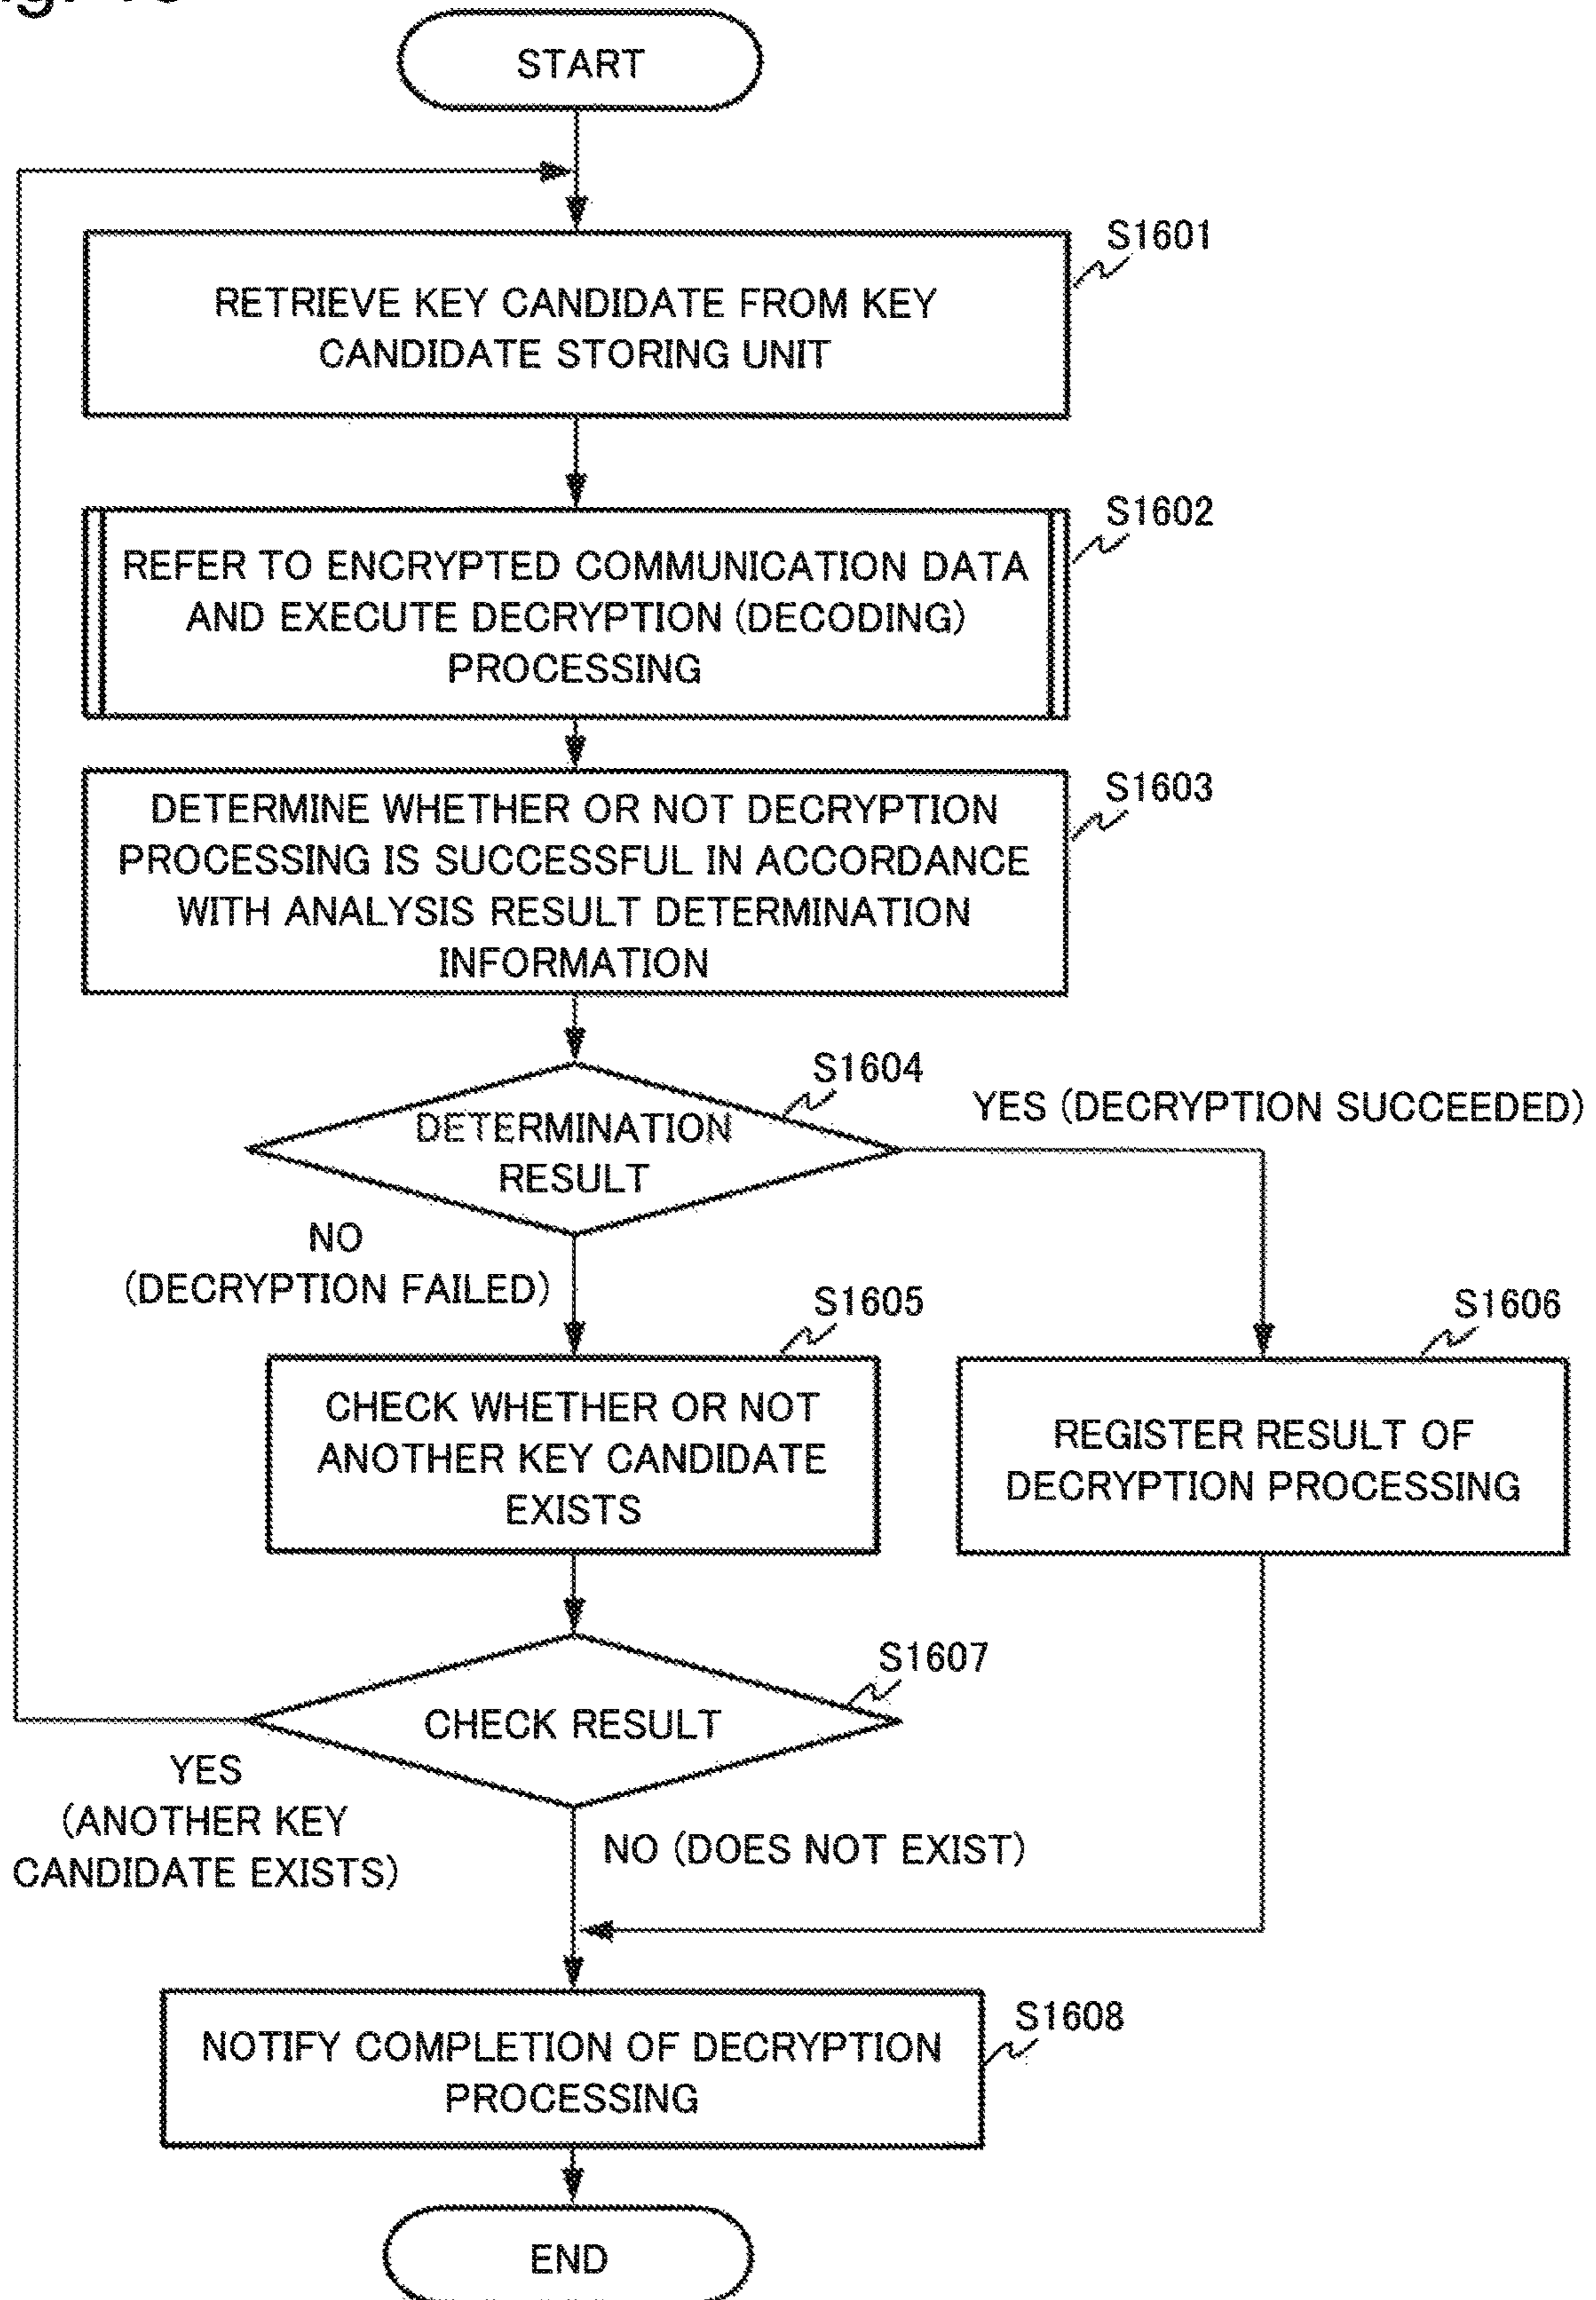 START
S1601
RETRIEVE KEY CANDIDATE FROM KEY
CANDIDATE STORING UNIT
S1602
REFER TO ENCRYPTED COMMUNICATION DATA
AND EXECUTE DECRYPTION (DECODING)
PROCESSING
S1603
DETERMINE WHETHER OR NOT DECRYPTION
PROCESSING IS SUCCESSFUL IN ACCORDANCE
WITH ANALYSIS RESULT DETERMINATION
INFORMATION
S1604
YES (DECRYPTION SUCCEEDED)
DETERMINATION
RESULT
NO
(DECRYPTION FAILED)
S1605
S1606
CHECK WHETHER OR NOT
ANOTHER KEY CANDIDATE
EXISTS
REGISTER RESULT OF
DECRYPTION PROCESSING
S1607
CHECK RESULT
YES
(ANOTHER KEY
CANDIDATE EXISTS)
NO (DOES NOT EXIST)
S1608
NOTIFY COMPLETION OF DECRYPTION
PROCESSING
END